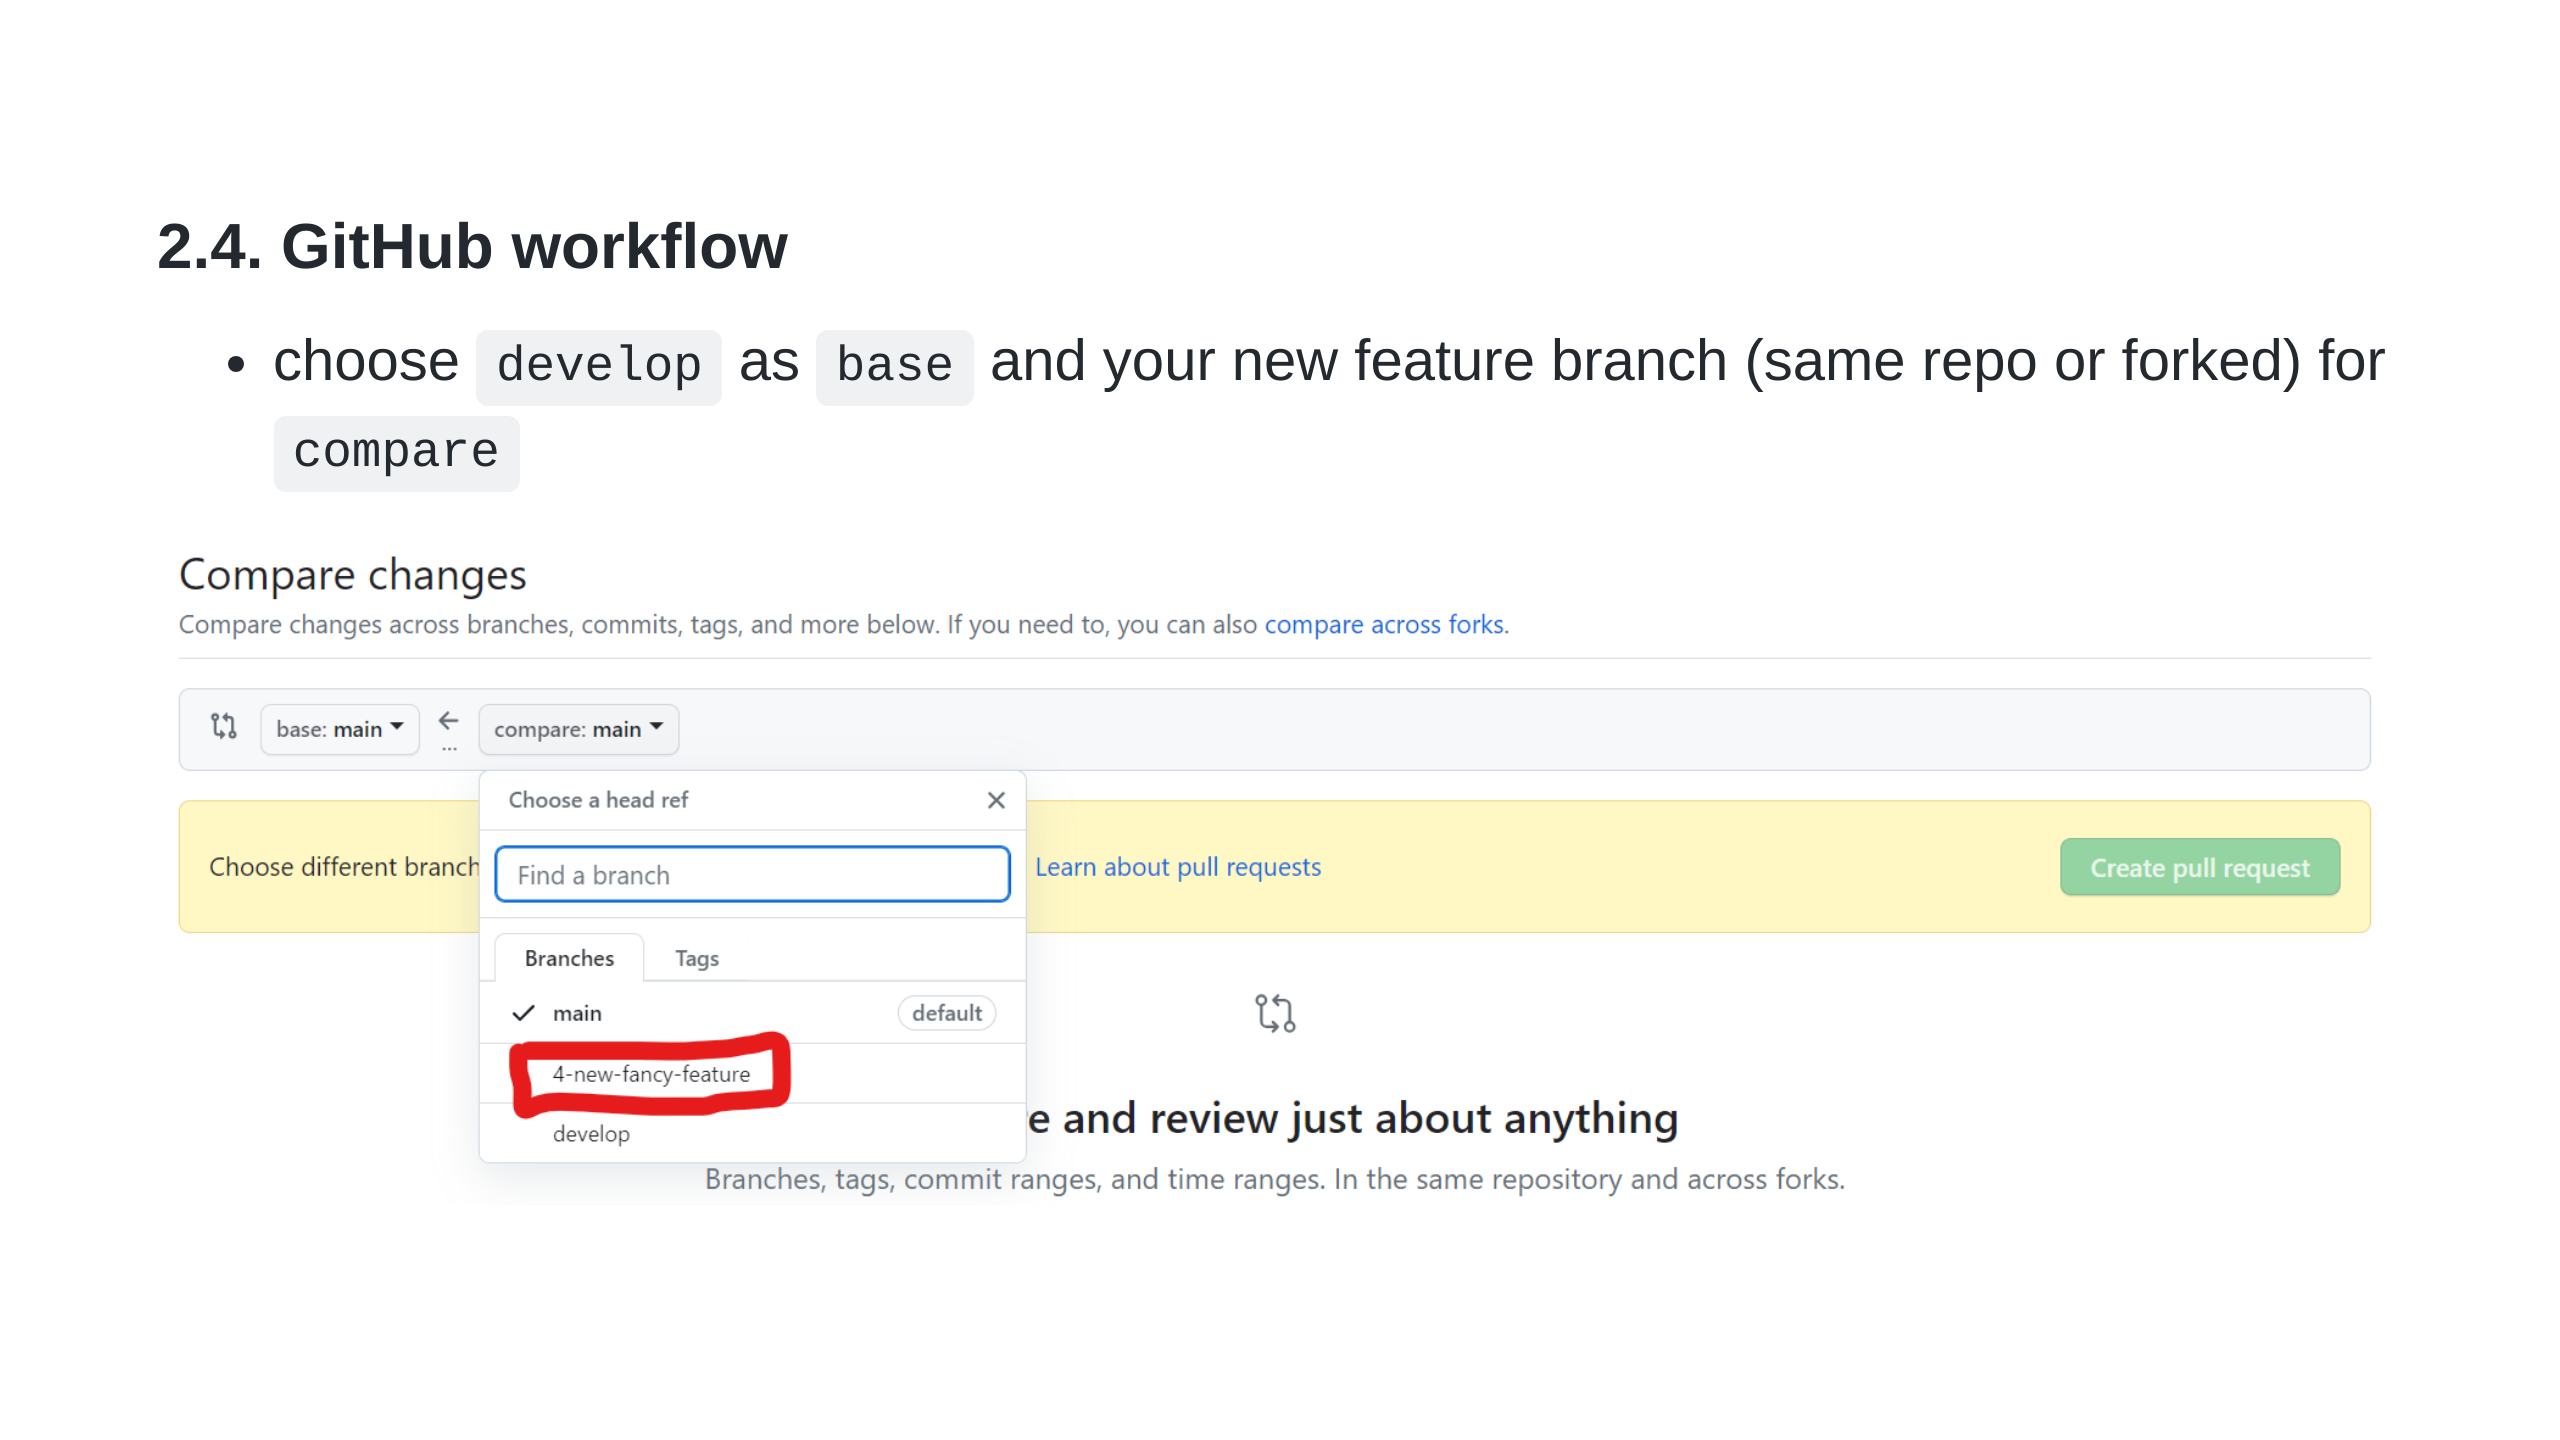 2.4. GitHub workflow
• choose develop as base and your new feature branch (same repo or forked) for
compare
Compare changes
Compare changes across branches, commits, tags, and more below. If you need to, you can also compare across forks.
base: main ← ... compare: main
Choose a head ref
Choose different branch Learn about pull requests Create pull request
Find a branch
Branches Tags
main default
4-new-fancy-feature
e and review just about anything
develop
Branches, tags, commit ranges, and time ranges. In the same repository and across forks.